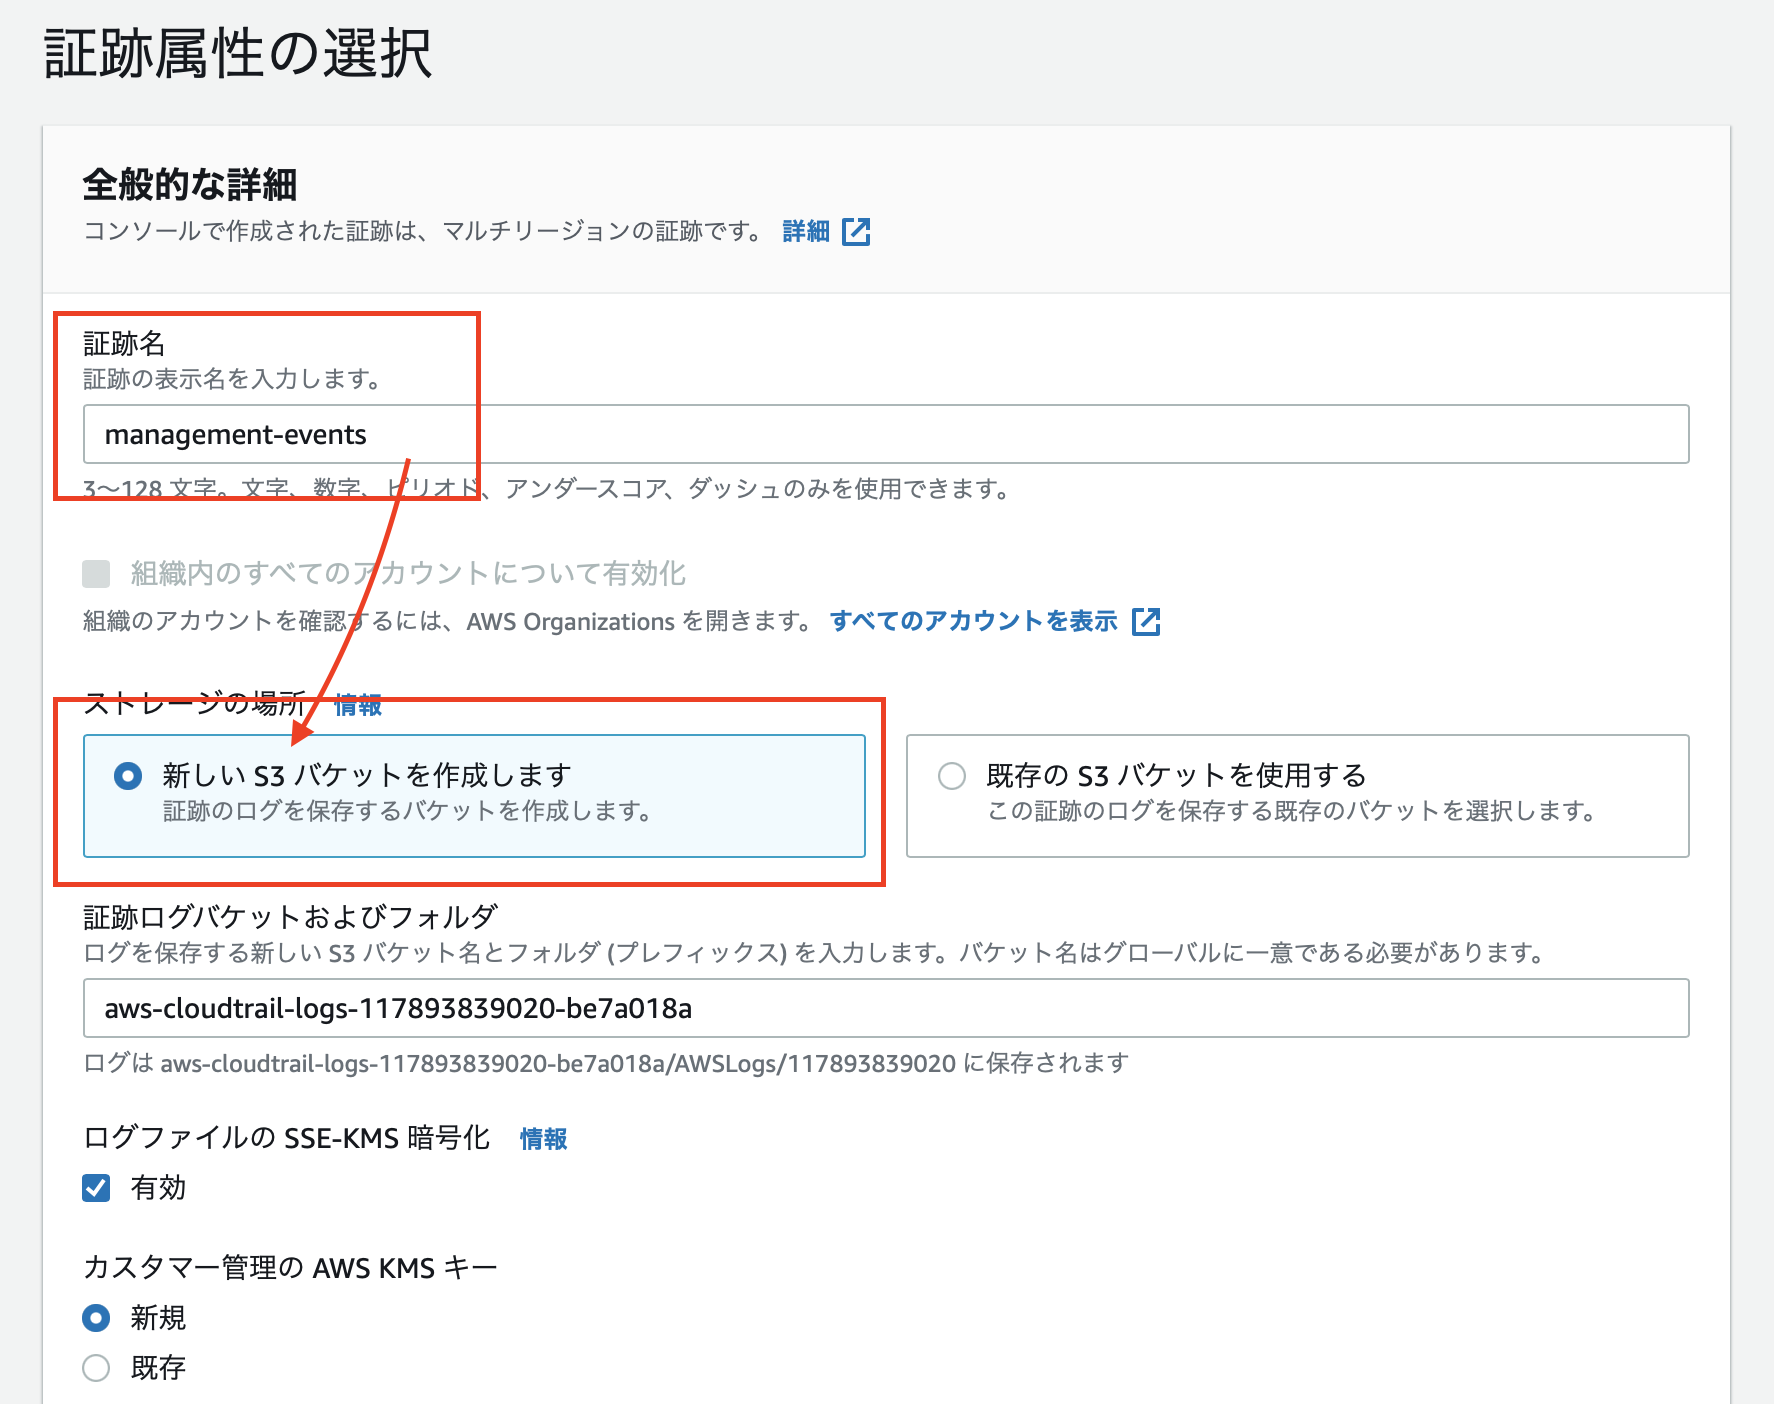 証跡属性の選択
全般的な詳細
コンソールで作成された証跡は、マルチリージョンの証跡です。 詳細
証跡名
証跡の表示名を入力します。
management-events
3〜128 文字。文字、数字、ピリオド、アンダースコア、ダッシュのみを使用できます。
組織内のすべてのアカウントについて有効化
組織のアカウントを確認するには、AWS Organizations を開きます。 すべてのアカウントを表示
ストレージの場所 情報
新しい S3 バケットを作成します
証跡のログを保存するバケットを作成します。
既存の S3 バケットを使用する
この証跡のログを保存する既存のバケットを選択します。
証跡ログバケットおよびフォルダ
ログを保存する新しい S3 バケット名とフォルダ (プレフィックス) を入力します。バケット名はグローバルに一意である必要があります。
aws-cloudtrail-logs-117893839020-be7a018a
ログは aws-cloudtrail-logs-117893839020-be7a018a/AWSLogs/117893839020 に保存されます
ログファイルの SSE-KMS 暗号化 情報
有効
カスタマー管理の AWS KMS キー
新規
既存